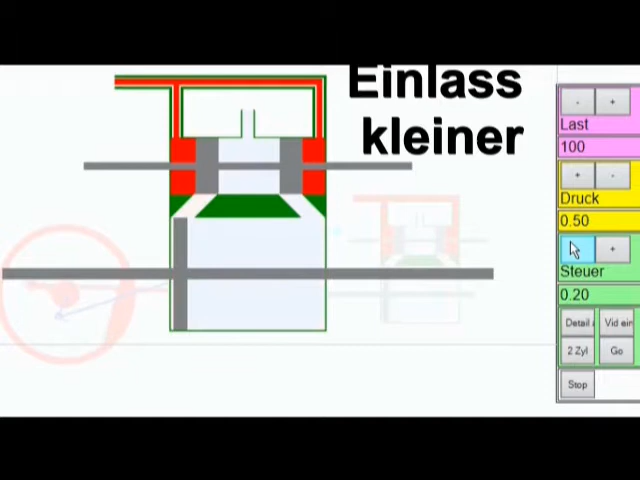 Einlass
kleiner
- +
Last
100
+ -
Druck
0.50
+
Steuer
0.20
Detail Vid ein
2 Zyl Go
Stop